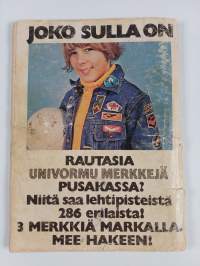 JOKO SULLA ON
RAUTASIA
UNIVORMU MERKKEJÄ
PUSAKASSA?
Niitä saa lehtipisteistä
286 erilaista!
3 MERKKIÄ MARKALLA.
MEE HAKEEN!